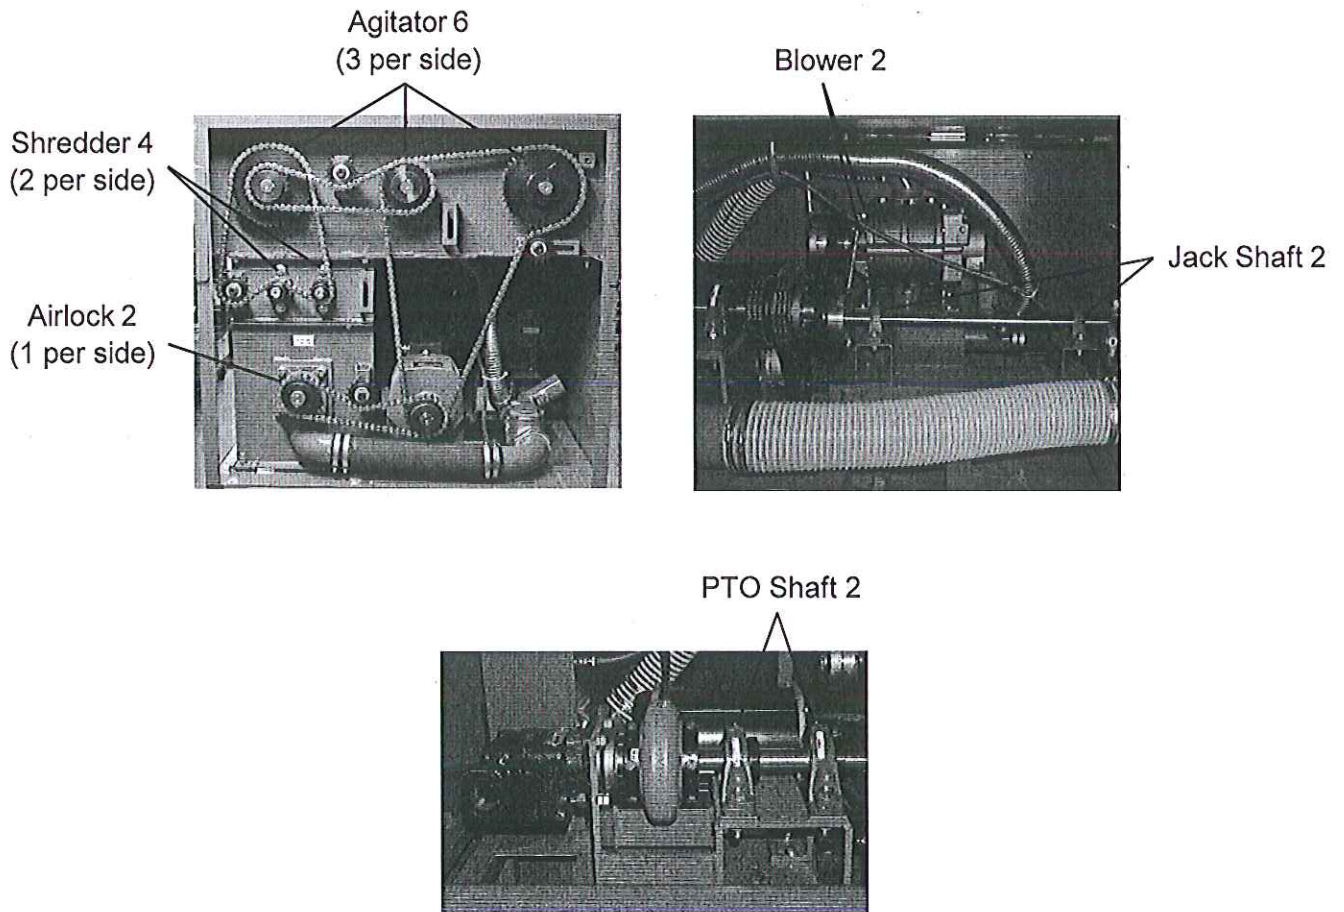 Agitator 6
(3 per side)
Blower 2
Shredder 4
(2 per side)
Jack Shaft 2
Airlock 2
(1 per side)
PTO Shaft 2